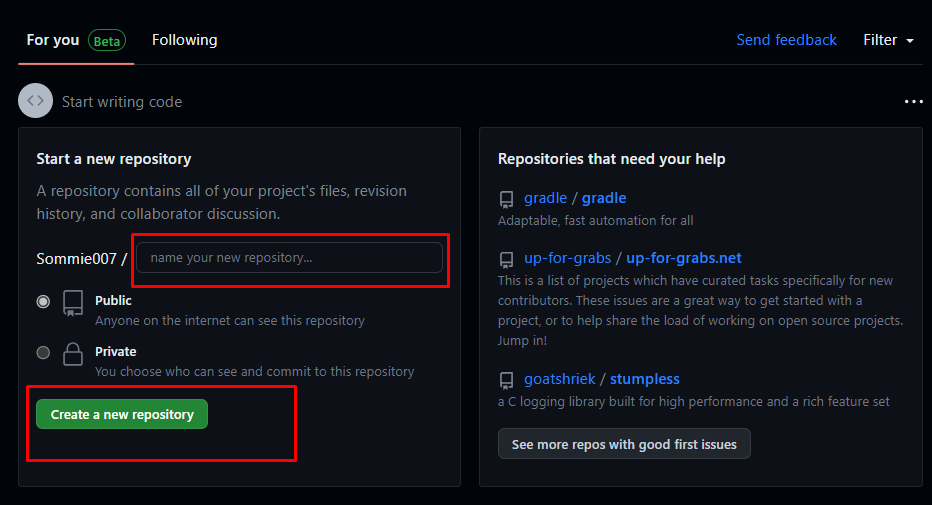 For you Beta Following Send feedback Filter
Start writing code
Start a new repository
A repository contains all of your project's files, revision
history, and collaborator discussion.
Sommie007 / name your new repository...
Public
Anyone on the internet can see this repository
Private
You choose who can see and commit to this repository
Create a new repository
Repositories that need your help
gradle / gradle
Adaptable, fast automation for all
up-for-grabs / up-for-grabs.net
This is a list of projects which have curated tasks specifically for new
contributors. These issues are a great way to get started with a
project, or to help share the load of working on open source projects.
Jump in!
goatshriek / stumpless
a C logging library built for high performance and a rich feature set
See more repos with good first issues